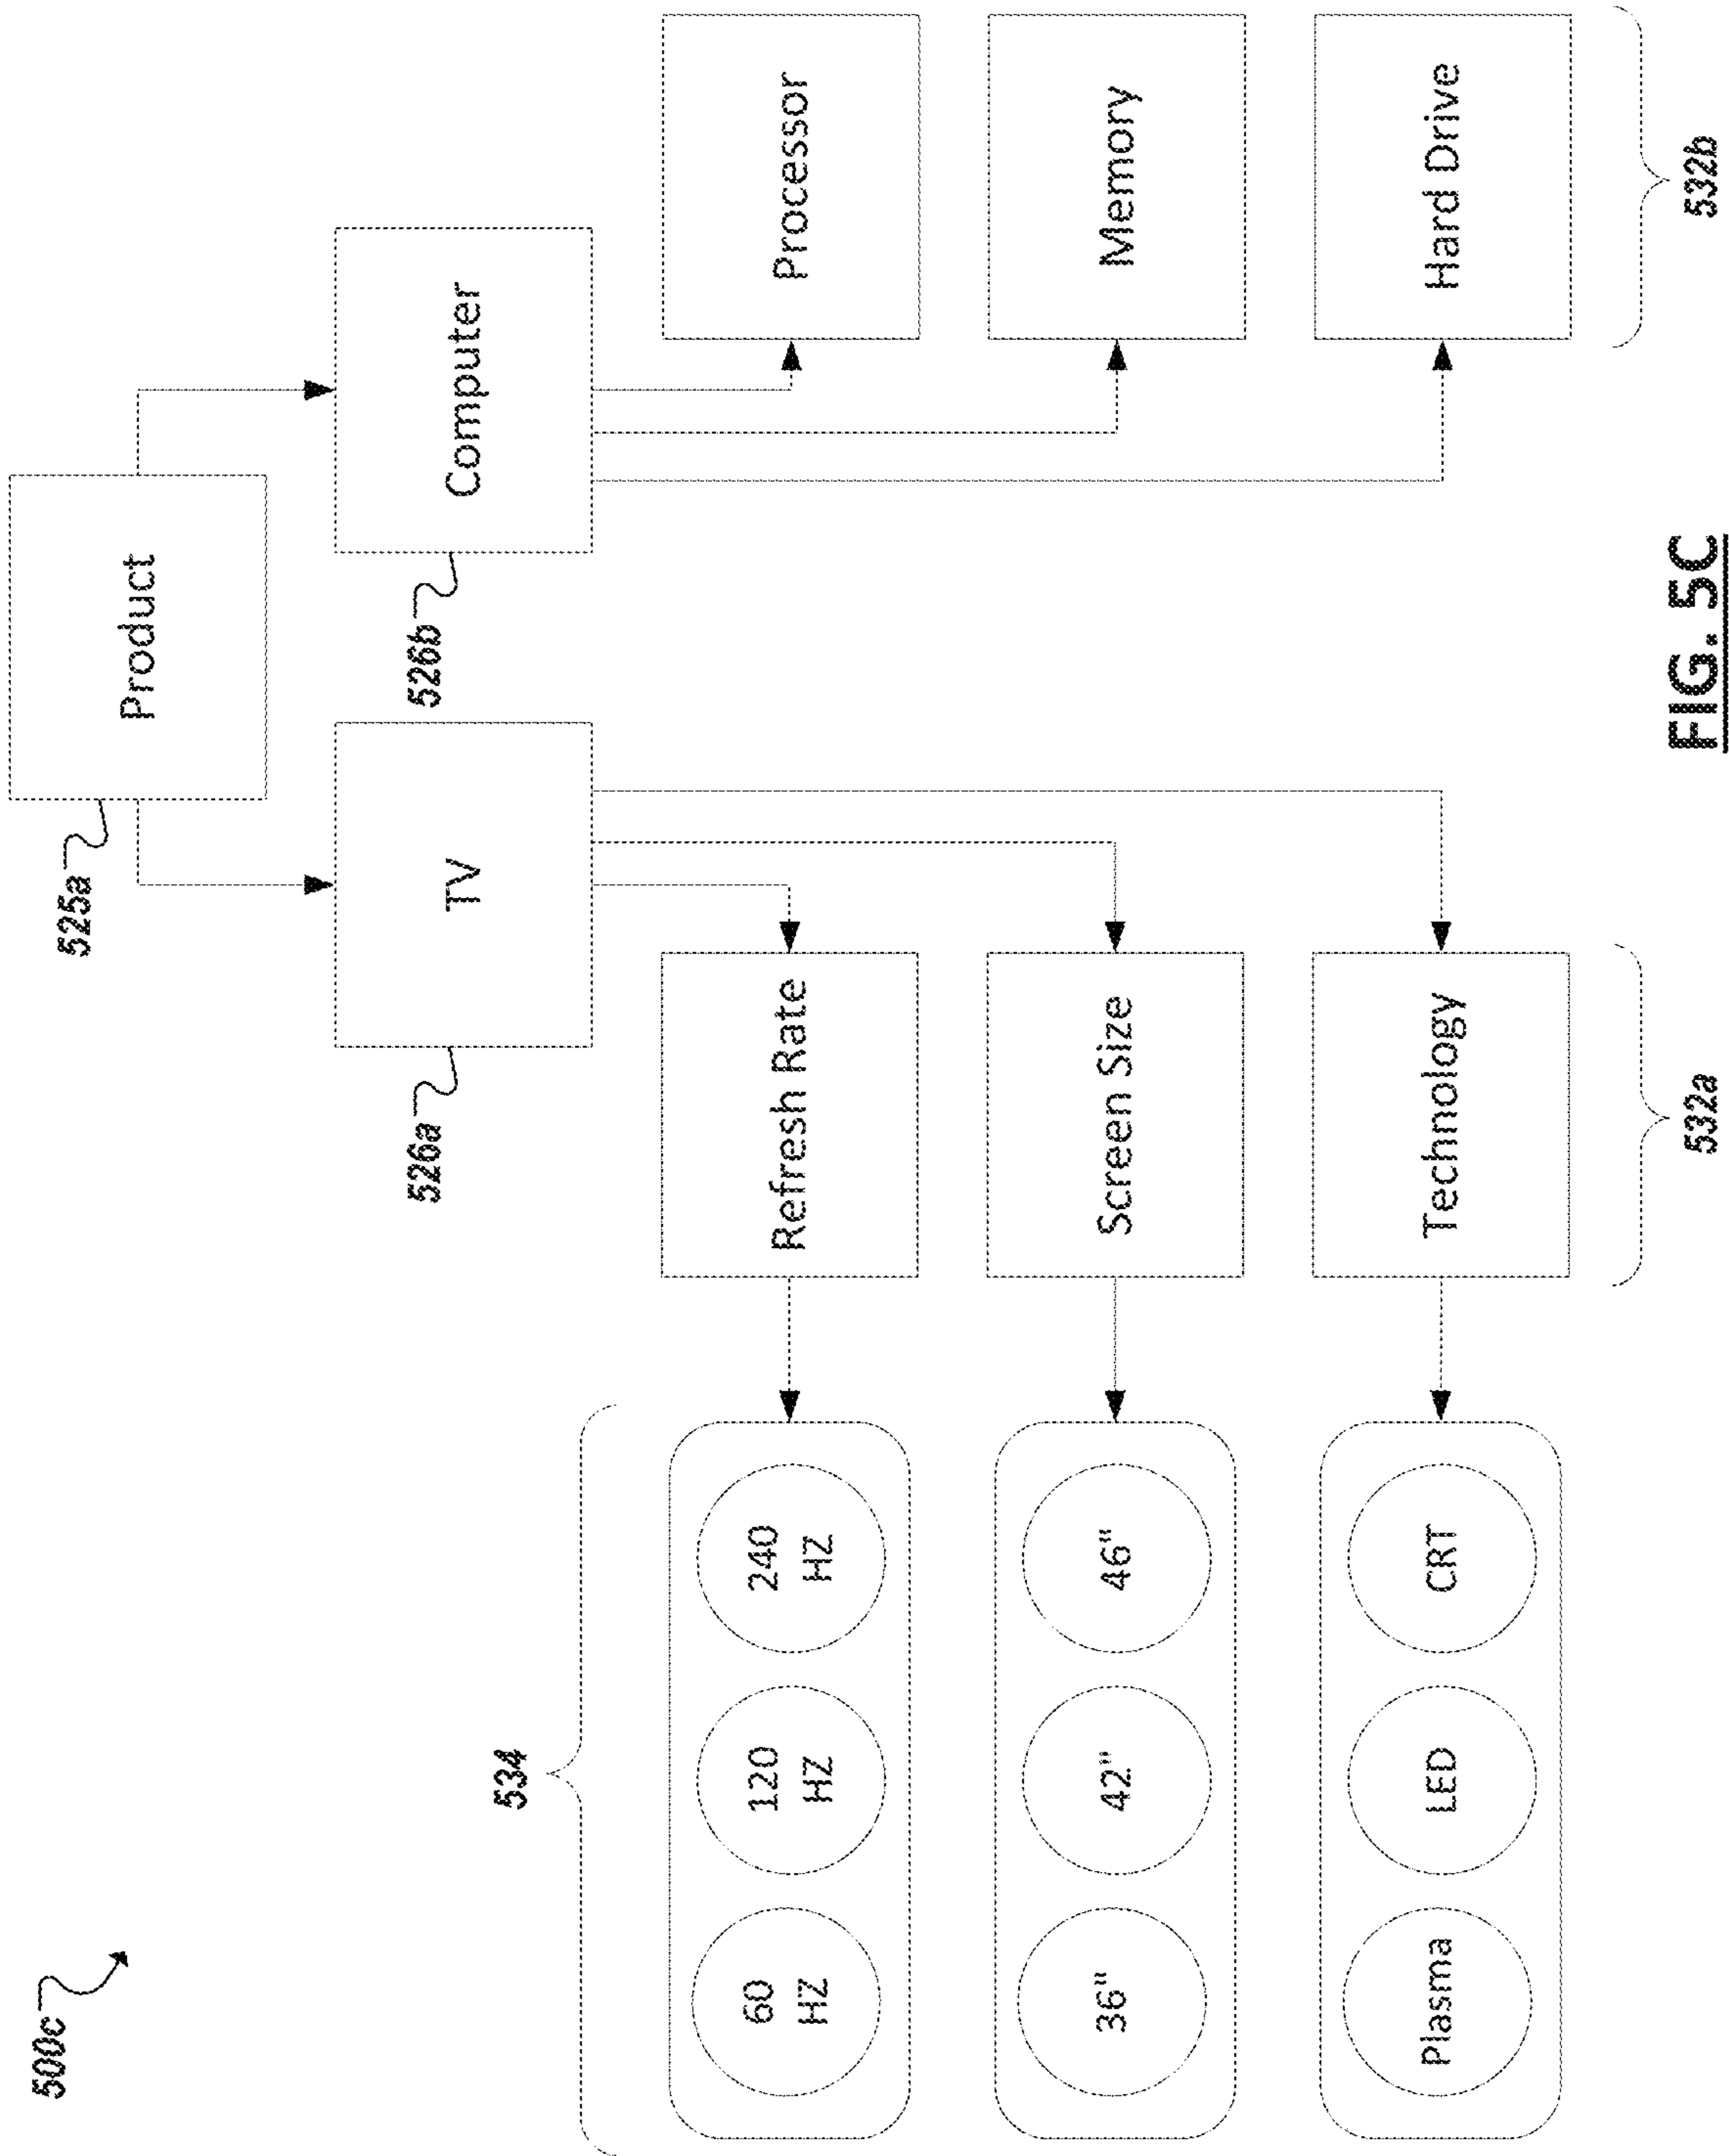 500c
525a
Product
526a
TV
526b
Computer
534
60
HZ
120
HZ
240
HZ
Refresh Rate
Processor
36"
42"
46"
Screen Size
Memory
Plasma
LED
CRT
Technology
Hard Drive
532a
532b
FIG. 5C